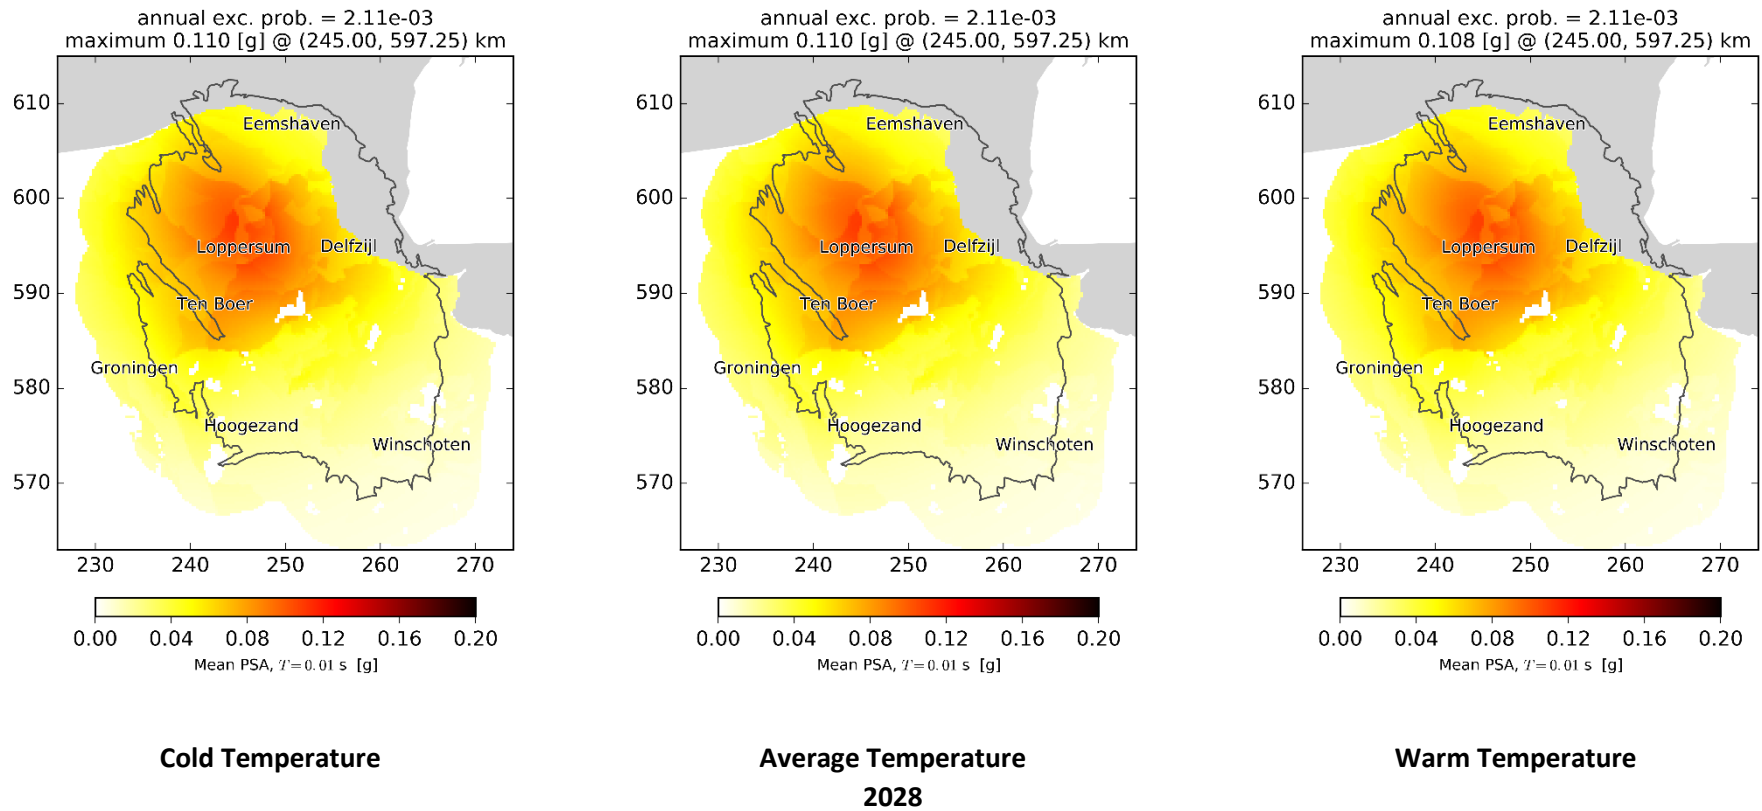 annual exc. prob. = 2.11e-03
maximum 0.110 [g] @ (245.00, 597.25) km
610
600
590
580
570
Eemshaven
Loppersum
Delfzijl
Ten Boer
Groningen
Hoogezand
Winschoten
230 240 250 260 270
0.00 0.04 0.08 0.12 0.16 0.20
Mean PSA, T=0.01 s [g]
Cold Temperature
annual exc. prob. = 2.11e-03
maximum 0.110 [g] @ (245.00, 597.25) km
610
600
590
580
570
Eemshaven
Loppersum
Delfzijl
Ten Boer
Groningen
Hoogezand
Winschoten
230 240 250 260 270
0.00 0.04 0.08 0.12 0.16 0.20
Mean PSA, T=0.01 s [g]
Average Temperature
2028
annual exc. prob. = 2.11e-03
maximum 0.108 [g] @ (245.00, 597.25) km
610
600
590
580
570
Eemshaven
Loppersum
Delfzijl
Ten Boer
Groningen
Hoogezand
Winschoten
230 240 250 260 270
0.00 0.04 0.08 0.12 0.16 0.20
Mean PSA, T=0.01 s [g]
Warm Temperature